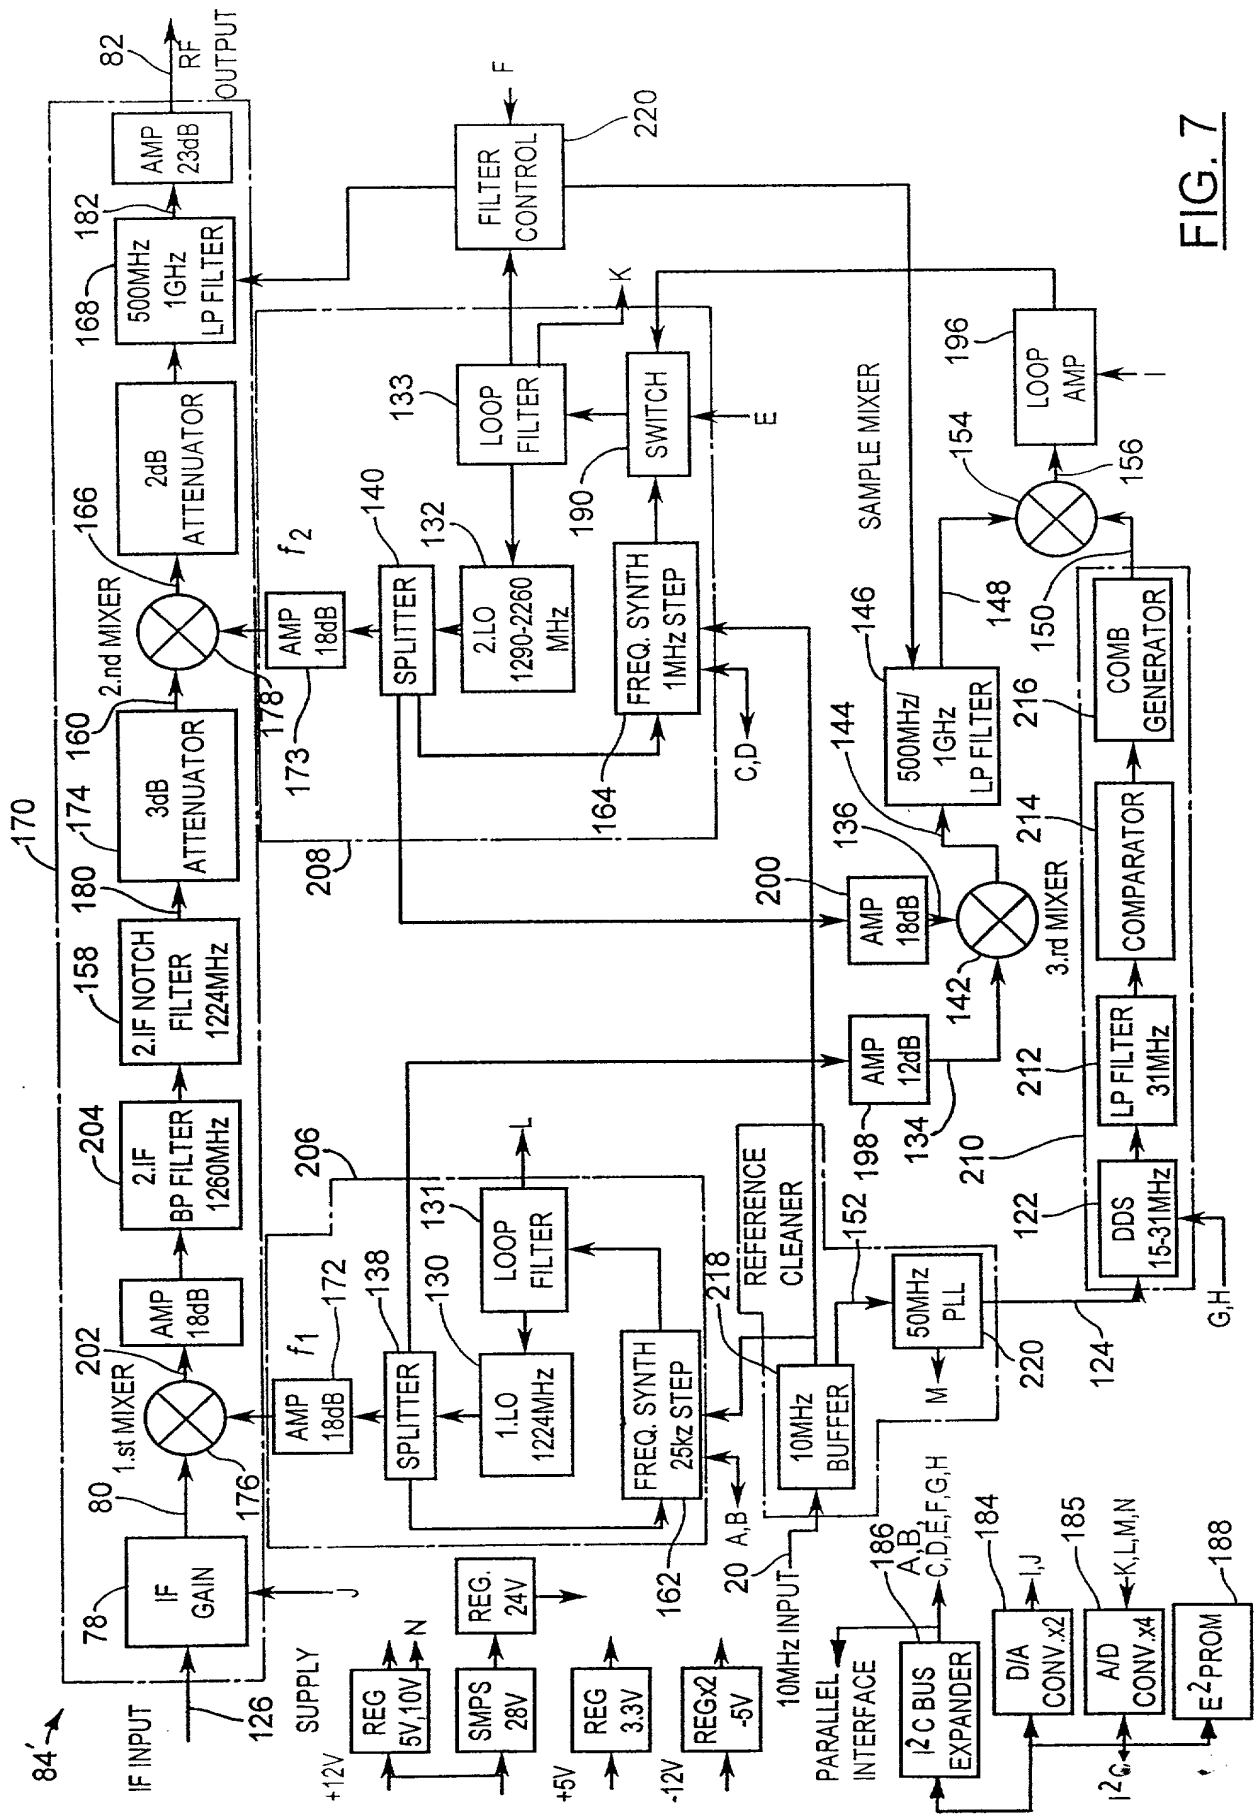 84'
170
IF INPUT
126
78
IF
GAIN
J
80
1.st MIXER
176
202
AMP
18dB
204
2.IF
BP FILTER
1260MHz
158
2.IF NOTCH
FILTER
1224MHz
180
174
3dB
ATTENUATOR
160
2.nd MIXER
178
166
2dB
ATTENUATOR
168
500MHz
1GHz
LP FILTER
182
AMP
23dB
82
RF
OUTPUT
SUPPLY
+12V
REG
5V,10V
N
SMPS
28V
REG.
24V
+5V
REG
3.3V
-12V
REGx2
-5V
f1
AMP
18dB
172
SPLITTER
138
1.LO
1224MHz
130
LOOP
FILTER
131
L
206
FREQ. SYNTH
25kz STEP
162
A,B
f2
AMP
18dB
173
208
SPLITTER
140
2.LO
1290-2260
MHz
132
LOOP
FILTER
133
K
SWITCH
190
E
FREQ. SYNTH
1MHz STEP
164
C,D
FILTER
CONTROL
220
F
10MHz INPUT
20
REFERENCE
CLEANER
218
10MHz
BUFFER
152
50MHz
PLL
M
220
124
AMP
12dB
198
134
200
AMP
18dB
136
142
3.rd MIXER
144
146
500MHz/
1GHz
LP FILTER
148
SAMPLE MIXER
154
150
156
196
LOOP
AMP
I
210
122
DDS
15-31MHz
G,H
212
LP FILTER
31MHz
214
COMPARATOR
216
COMB
GENERATOR
PARALLEL
INTERFACE
186
A,B,
C,D,E,F,G,H
I2C BUS
EXPANDER
184
D/A
CONV.x2
I,J
185
A/D
CONV.x4
K,L,M,N
I2C
188
E2PROM
FIG. 7